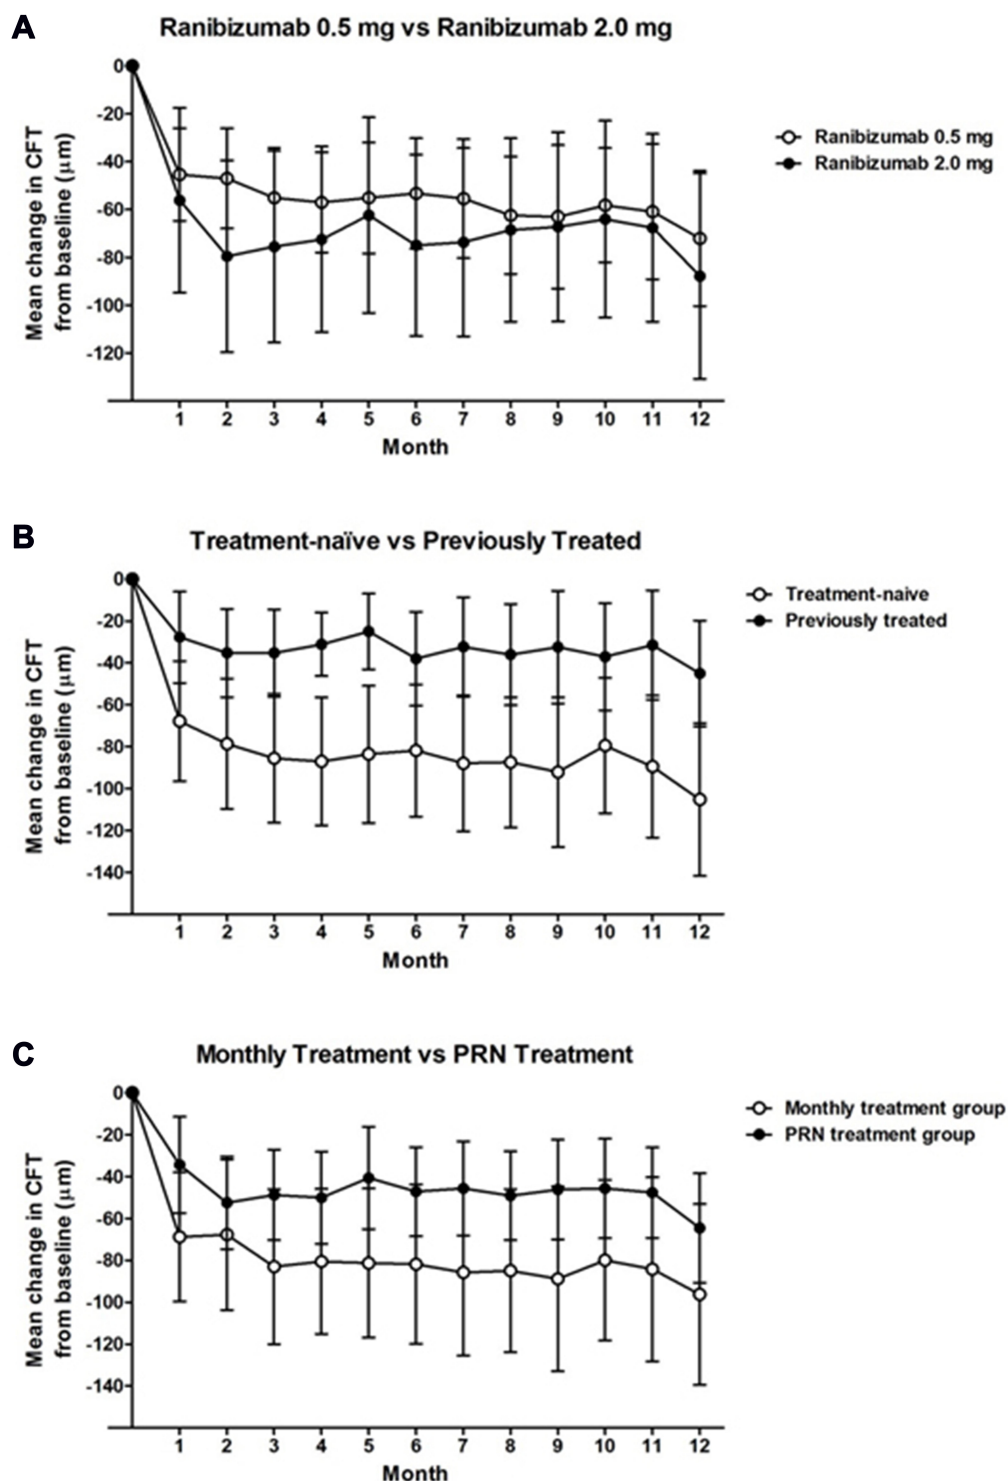 A
Ranibizumab 0.5 mg vs Ranibizumab 2.0 mg
Mean change in CFT
from baseline (μm)
0
-20
-40
-60
-80
-100
-120
1 2 3 4 5 6 7 8 9 10 11 12
Month
Ranibizumab 0.5 mg
Ranibizumab 2.0 mg
B
Treatment-naïve vs Previously Treated
Mean change in CFT
from baseline (μm)
0
-20
-40
-60
-80
-100
-120
-140
1 2 3 4 5 6 7 8 9 10 11 12
Month
Treatment-naive
Previously treated
C
Monthly Treatment vs PRN Treatment
Mean change in CFT
from baseline (μm)
0
-20
-40
-60
-80
-100
-120
-140
1 2 3 4 5 6 7 8 9 10 11 12
Month
Monthly treatment group
PRN treatment group